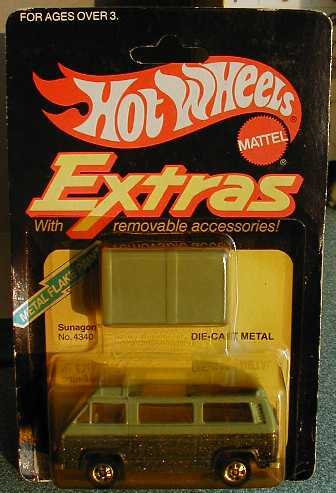 FOR AGES OVER 3.
HOT WHEELS
MATTEL
Extras
With removable accessories!
METAL FLAKE PAINT
Sunagon
No. 4340
DIE-CAST METAL